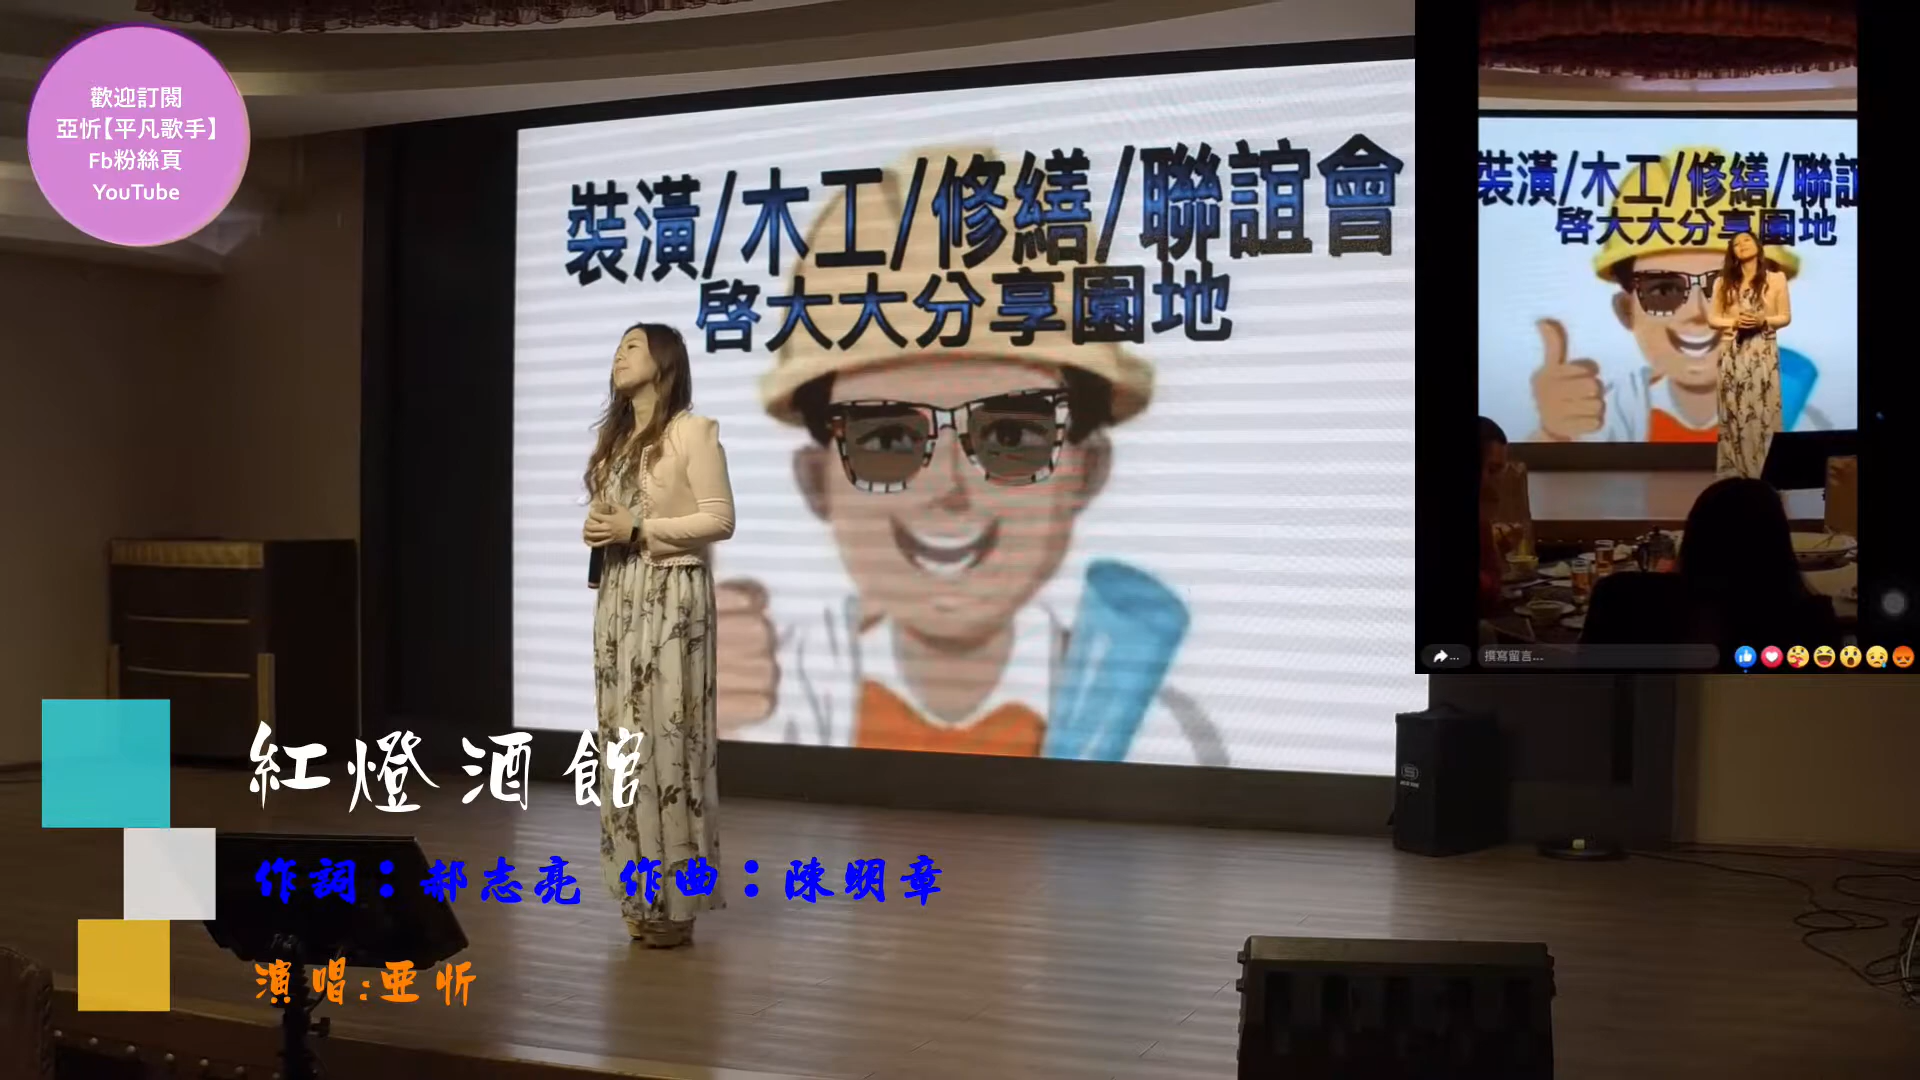 歡迎訂閱
亞忻【平凡歌手】
Fb粉絲頁
YouTube
裝潢/木工/修繕/聯誼會
啓大大分享園地
裝潢/木工/修繕/聯誼
啓大大分享園地
撰寫留言...
紅燈酒館
作詞：郝志亮 作曲：陳明章
演唱:亞忻